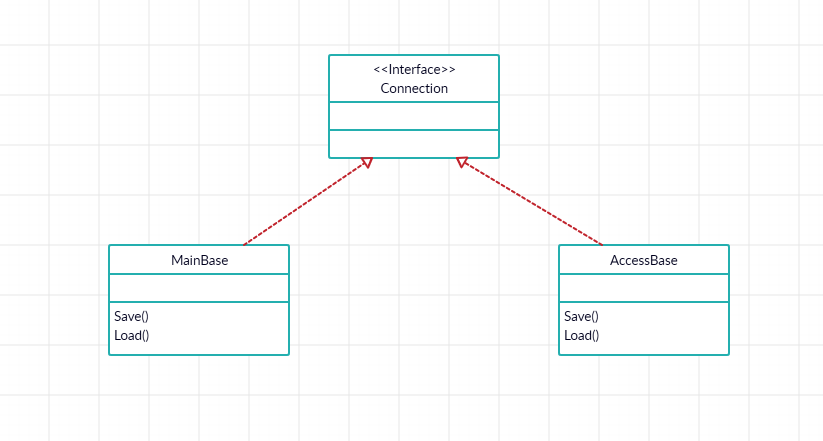 <<Interface>>
Connection
MainBase
Save()
Load()
AccessBase
Save()
Load()